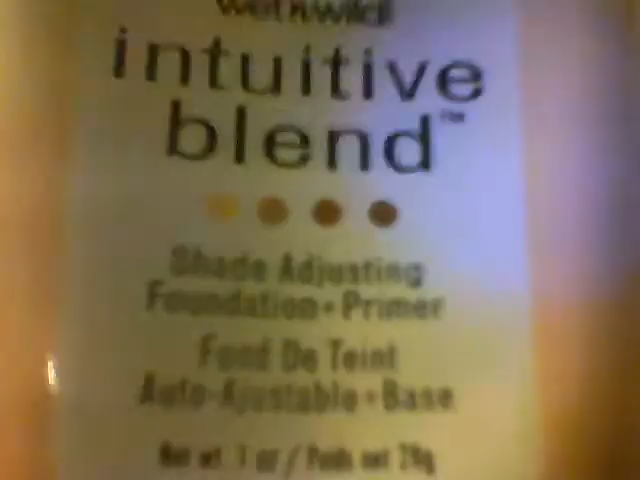 wet n wild
intuitive
blend™
Shade Adjusting
Foundation + Primer
Fond De Teint
Auto-Ajustable + Base
Net wt 1 oz / Poids net 28g